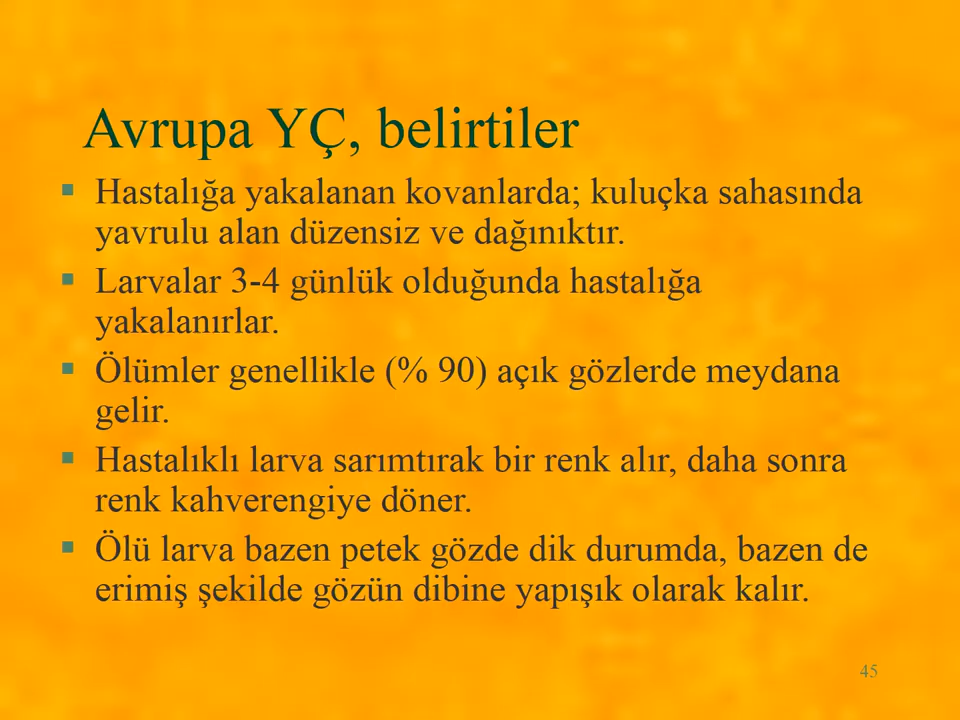 Avrupa YÇ, belirtiler
▪ Hastalığa yakalanan kovanlarda; kuluçka sahasında
yavrulu alan düzensiz ve dağınıktır.
▪ Larvalar 3-4 günlük olduğunda hastalığa
yakalanırlar.
▪ Ölümler genellikle (% 90) açık gözlerde meydana
gelir.
▪ Hastalıklı larva sarımtırak bir renk alır, daha sonra
renk kahverengiye döner.
▪ Ölü larva bazen petek gözde dik durumda, bazen de
erimiş şekilde gözün dibine yapışık olarak kalır.
45